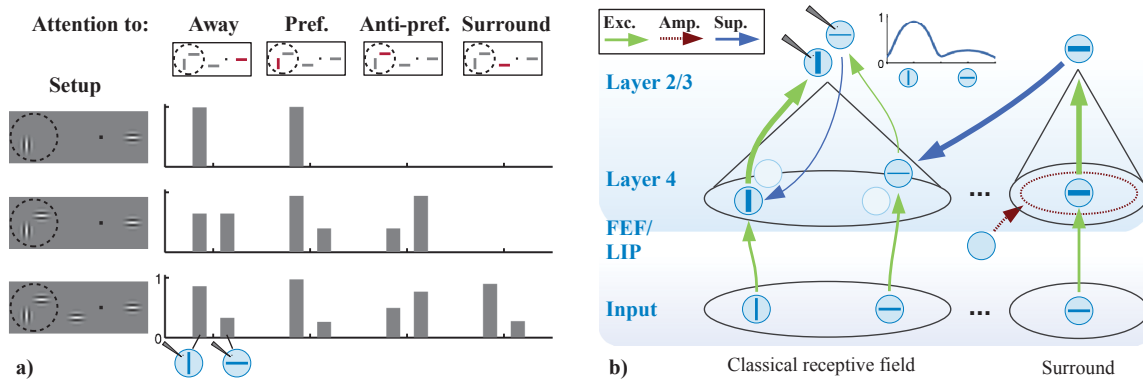 Attention to: Away Pref. Anti-pref. Surround
Setup
1
0
a)
Exc. Amp. Sup.
1
0
Layer 2/3
Layer 4
...
FEF/
LIP
Input
...
b) Classical receptive field Surround